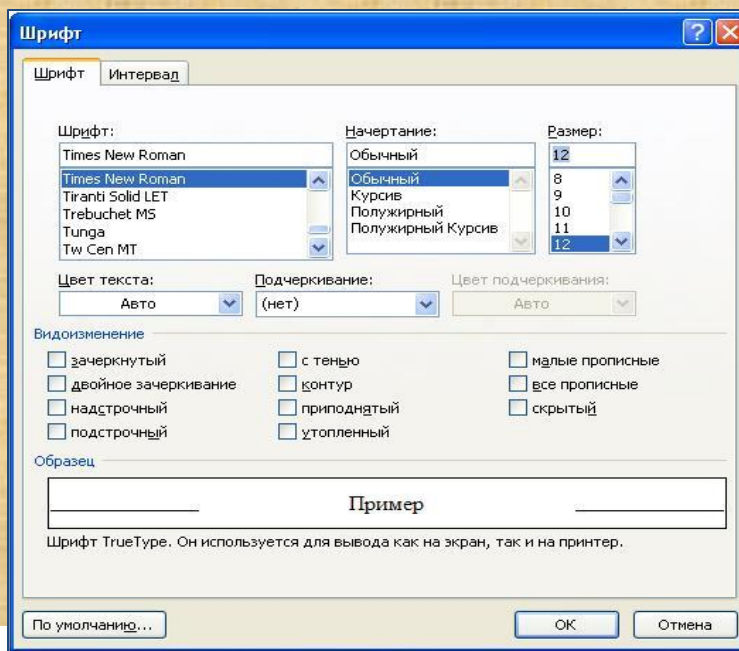 Шрифт
Шрифт Интервал
Шрифт: Начертание: Размер:
Times New Roman Обычный 12
Times New Roman Обычный 8
Tiranti Solid LET Курсив 9
Trebuchet MS Полужирный 10
Tunga Полужирный Курсив 11
Tw Cen MT 12
Цвет текста: Подчеркивание: Цвет подчеркивания:
Авто (нет) Авто
Видоизменение
зачеркнутый с тенью малые прописные
двойное зачеркивание контур все прописные
надстрочный приподнятый скрытый
подстрочный утопленный
Образец
Пример
Шрифт TrueType. Он используется для вывода как на экран, так и на принтер.
По умолчанию... ОК Отмена